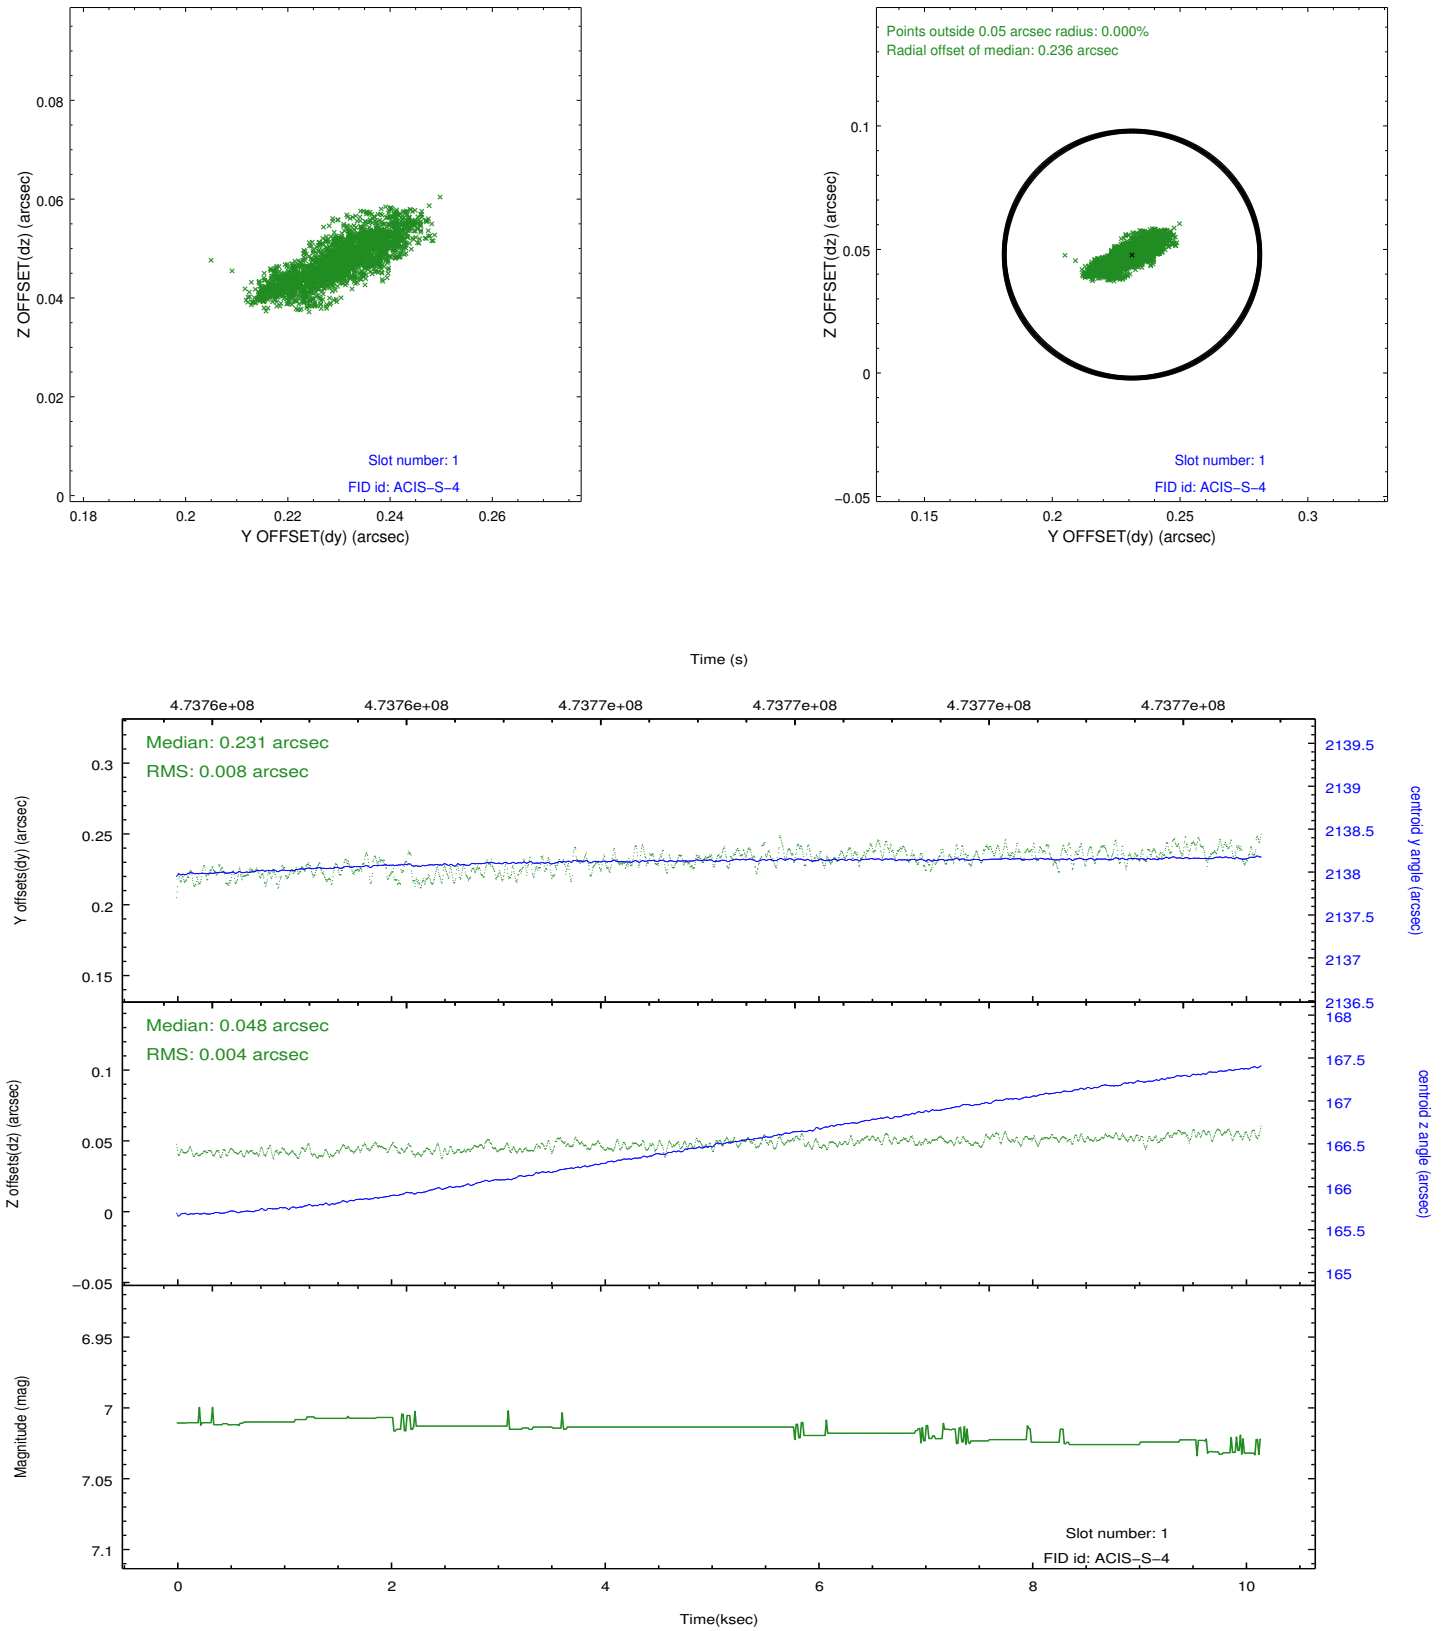 0.08
0.06
0.04
0.02
0
0.18
0.2
0.22
0.24
0.26
Z OFFSET(dz) (arcsec)
Y OFFSET(dy) (arcsec)
Slot number: 1
FID id: ACIS−S−4
Points outside 0.05 arcsec radius: 0.000%
Radial offset of median: 0.236 arcsec
0.1
0.05
0
−0.05
0.15
0.2
0.25
0.3
Z OFFSET(dz) (arcsec)
Y OFFSET(dy) (arcsec)
Slot number: 1
FID id: ACIS−S−4
Time (s)
4.7376e+08
4.7376e+08
4.7377e+08
4.7377e+08
4.7377e+08
4.7377e+08
Median: 0.231 arcsec
RMS: 0.008 arcsec
0.3
0.25
0.2
0.15
Y offsets(dy) (arcsec)
2139.5
2139
2138.5
2138
2137.5
2137
2136.5
centroid y angle (arcsec)
Median: 0.048 arcsec
RMS: 0.004 arcsec
0.1
0.05
0
−0.05
Z offsets(dz) (arcsec)
168
167.5
167
166.5
166
165.5
165
centroid z angle (arcsec)
6.95
7
7.05
7.1
Magnitude (mag)
Slot number: 1
FID id: ACIS−S−4
0
2
4
6
8
10
Time(ksec)